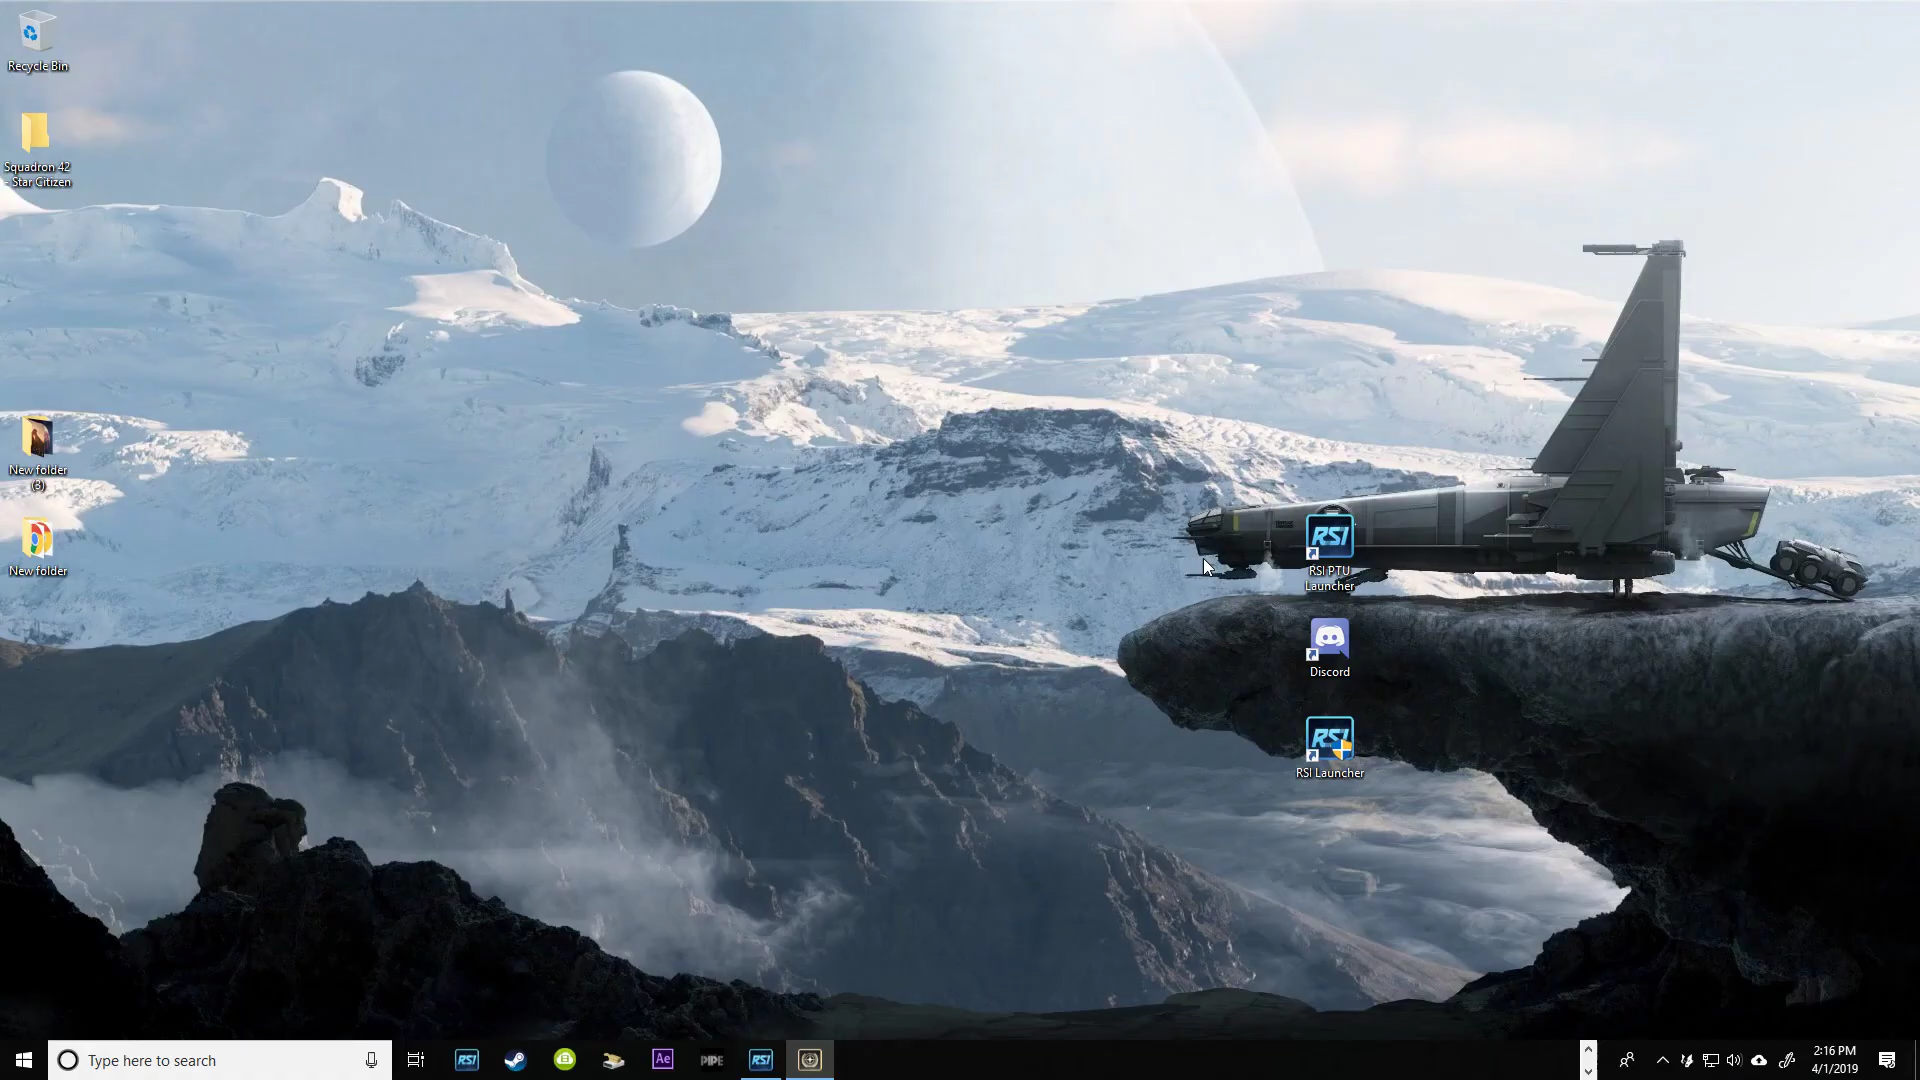 Recycle Bin
Squadron 42
- Star Citizen
New folder
(3)
New folder
RSI
RSI PTU
Launcher
Discord
RSI
RSI Launcher
Type here to search
RSI
Ae
PIPE
RSI
2:16 PM
4/1/2019